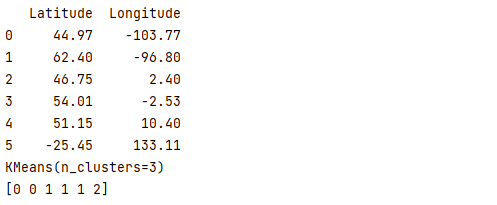 Latitude Longitude
0 44.97 -103.77
1 62.40 -96.80
2 46.75 2.40
3 54.01 -2.53
4 51.15 10.40
5 -25.45 133.11
KMeans(n_clusters=3)
[0 0 1 1 1 2]